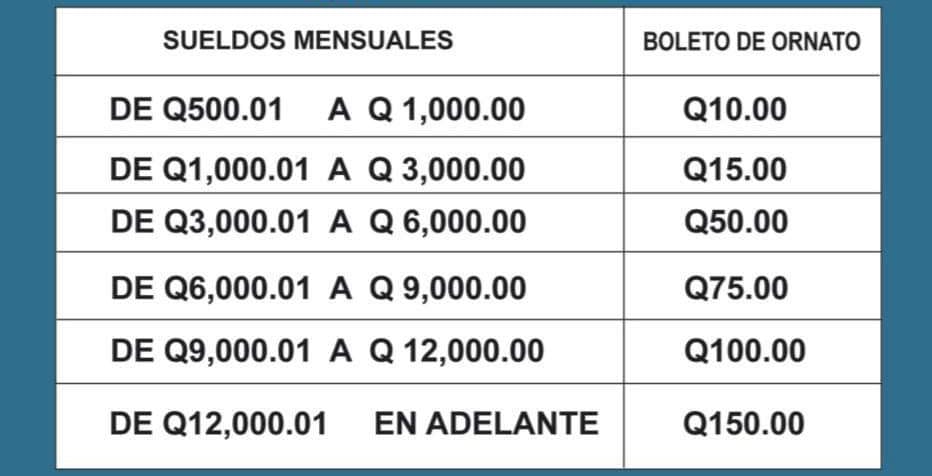 SUELDOS MENSUALES BOLETO DE ORNATO
DE Q500.01 A Q 1,000.00 Q10.00
DE Q1,000.01 A Q 3,000.00 Q15.00
DE Q3,000.01 A Q 6,000.00 Q50.00
DE Q6,000.01 A Q 9,000.00 Q75.00
DE Q9,000.01 A Q 12,000.00 Q100.00
DE Q12,000.01 EN ADELANTE Q150.00